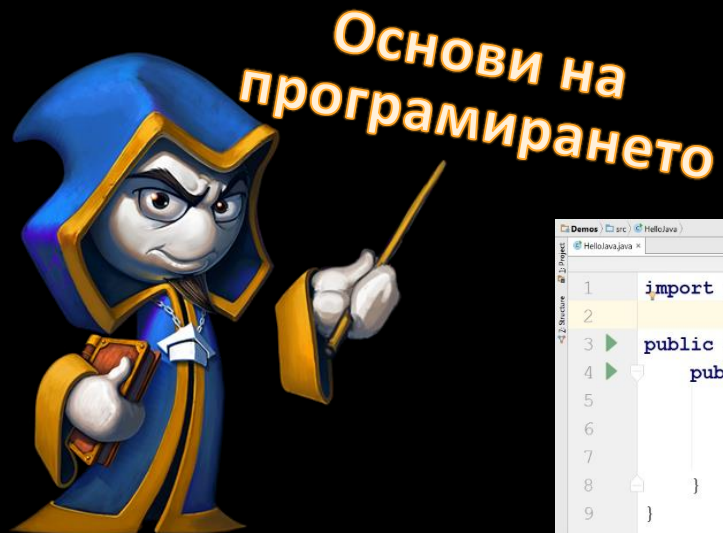 Основи на
програмирането
Demos src HelloJava
HelloJava.java ×
1: Project
2: Structure
1 import
2
3 public
4 pub
5
6
7
8 }
9 }